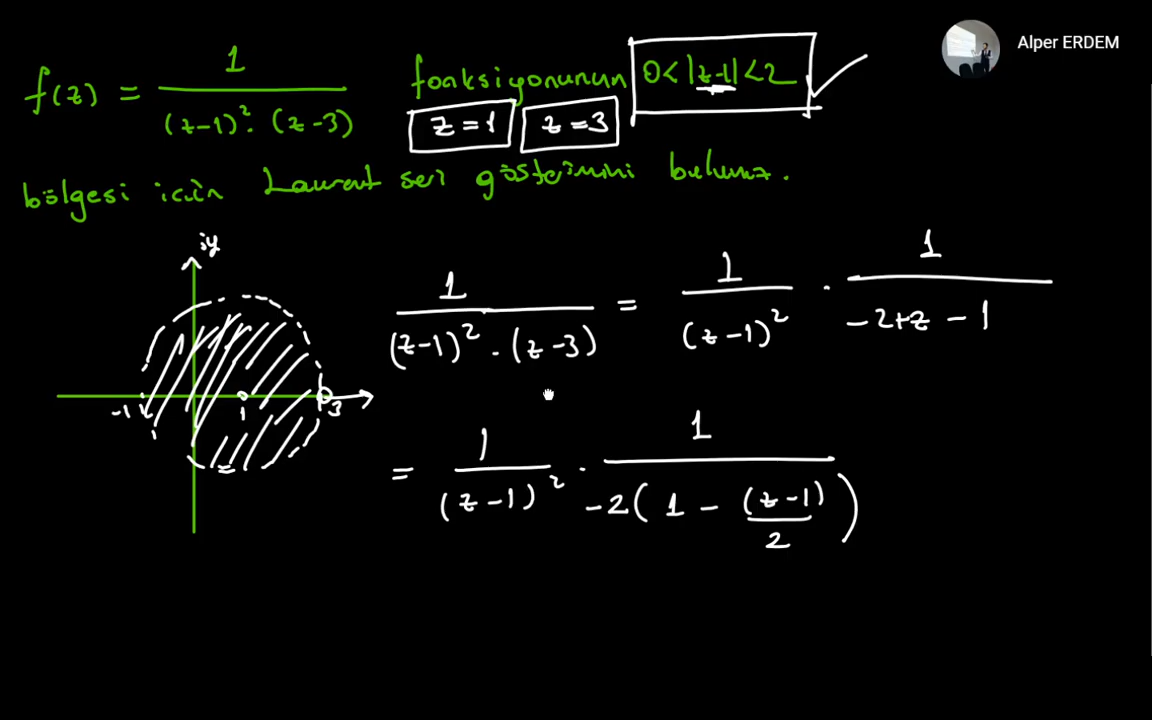 Alper ERDEM
f(z) = 1 / ((z-1)². (z-3)) fonksiyonunun 0<|z-1|<2
z=1 z=3
bölgesi için Laurent seri gösterimini bulunuz.
iy
-1 1 3
1 / ((z-1)² . (z-3)) = 1 / (z-1)² . 1 / (-2+z-1)
= 1 / (z-1)² . 1 / (-2(1 - (z-1)/2))